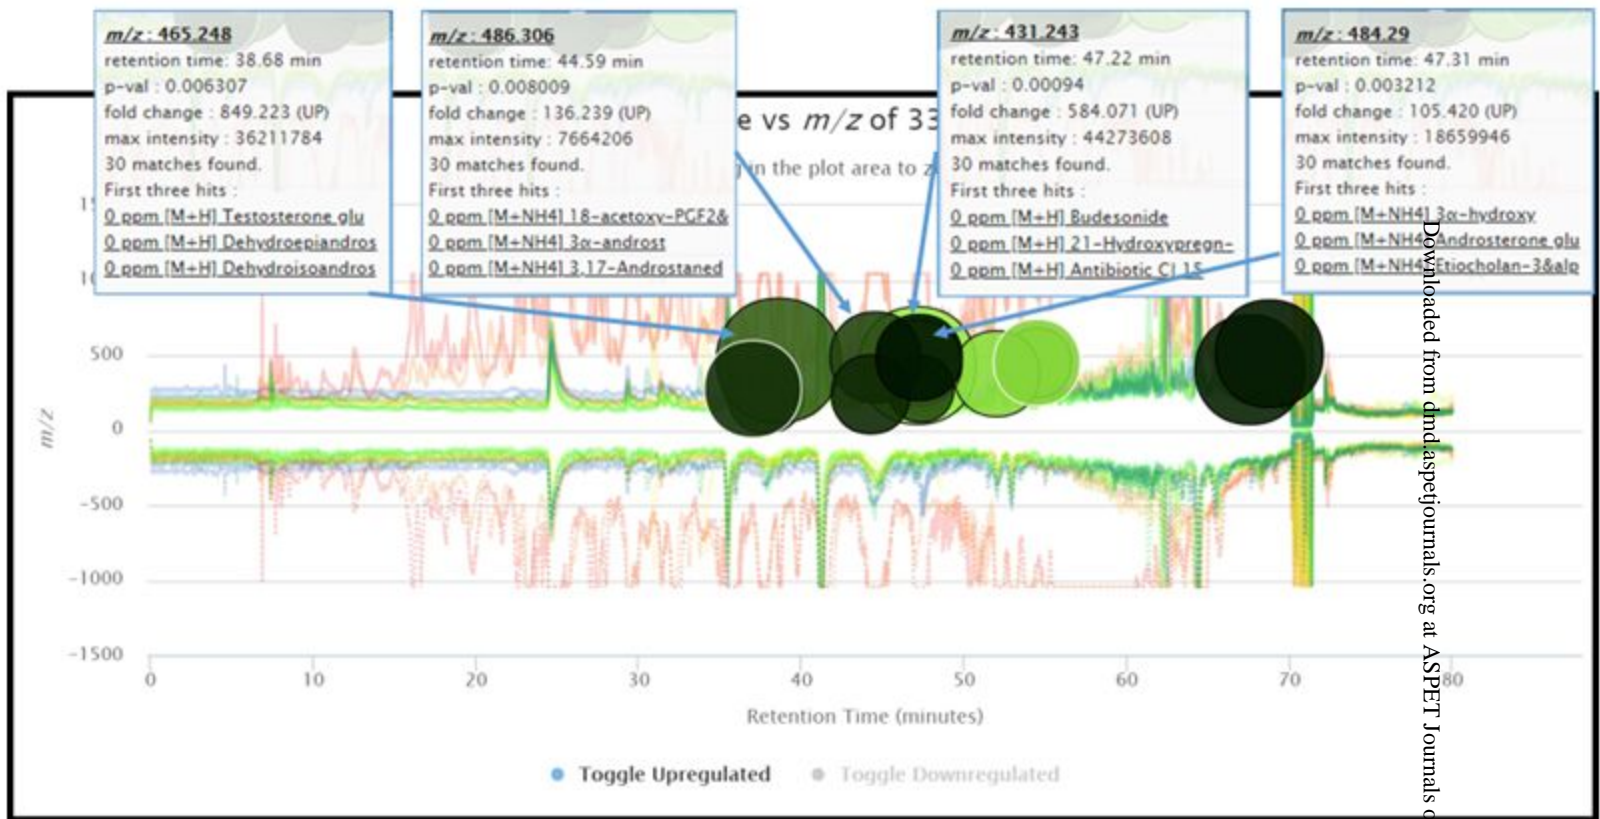 m/z : 465.248
retention time: 38.68 min
p-val : 0.006307
fold change : 849.223 (UP)
max intensity : 36211784
30 matches found.
First three hits :
0 ppm [M+H] Testosterone glu
0 ppm [M+H] Dehydroepiandros
0 ppm [M+H] Dehydroisoandros
m/z : 486.306
retention time: 44.59 min
p-val : 0.008009
fold change : 136.239 (UP)
max intensity : 7664206
30 matches found.
First three hits :
0 ppm [M+NH4] 18-acetoxy-PGF2&
0 ppm [M+NH4] 3α-androst
0 ppm [M+NH4] 3,17-Androstaned
m/z : 431.243
retention time: 47.22 min
p-val : 0.00094
fold change : 584.071 (UP)
max intensity : 44273608
30 matches found.
First three hits :
0 ppm [M+H] Budesonide
0 ppm [M+H] 21-Hydroxypregn-
0 ppm [M+H] Antibiotic CJ 15
m/z : 484.29
retention time: 47.31 min
p-val : 0.003212
fold change : 105.420 (UP)
max intensity : 18659946
30 matches found.
First three hits :
0 ppm [M+NH4] 3α-hydroxy
0 ppm [M+NH4] Androsterone glu
0 ppm [M+NH4] Etiocholan-3&alp
e vs m/z of 33
in the plot area to z
500
0
-500
-1000
-1500
m/z
0 10 20 30 40 50 60 70 80
Retention Time (minutes)
Toggle Upregulated
Toggle Downregulated
Downloaded from dmd.aspetjournals.org at ASPET Journals